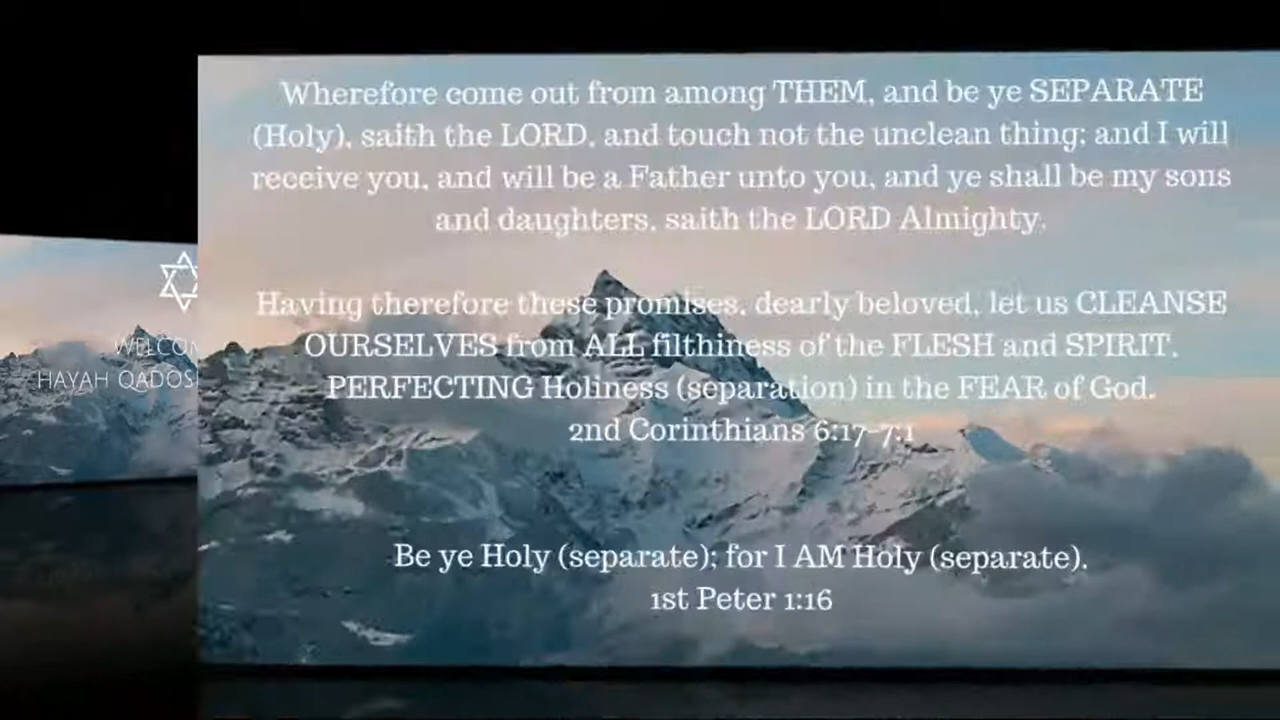 Wherefore come out from among THEM, and be ye SEPARATE
(Holy), saith the LORD, and touch not the unclean thing; and I will
receive you, and will be a Father unto you, and ye shall be my sons
and daughters, saith the LORD Almighty.
Having therefore these promises, dearly beloved, let us CLEANSE
OURSELVES from ALL filthiness of the FLESH and SPIRIT,
PERFECTING Holiness (separation) in the FEAR of God.
2nd Corinthians 6:17-7:1
Be ye Holy (separate); for I AM Holy (separate).
1st Peter 1:16
WELCOM
HAYAH QADOS